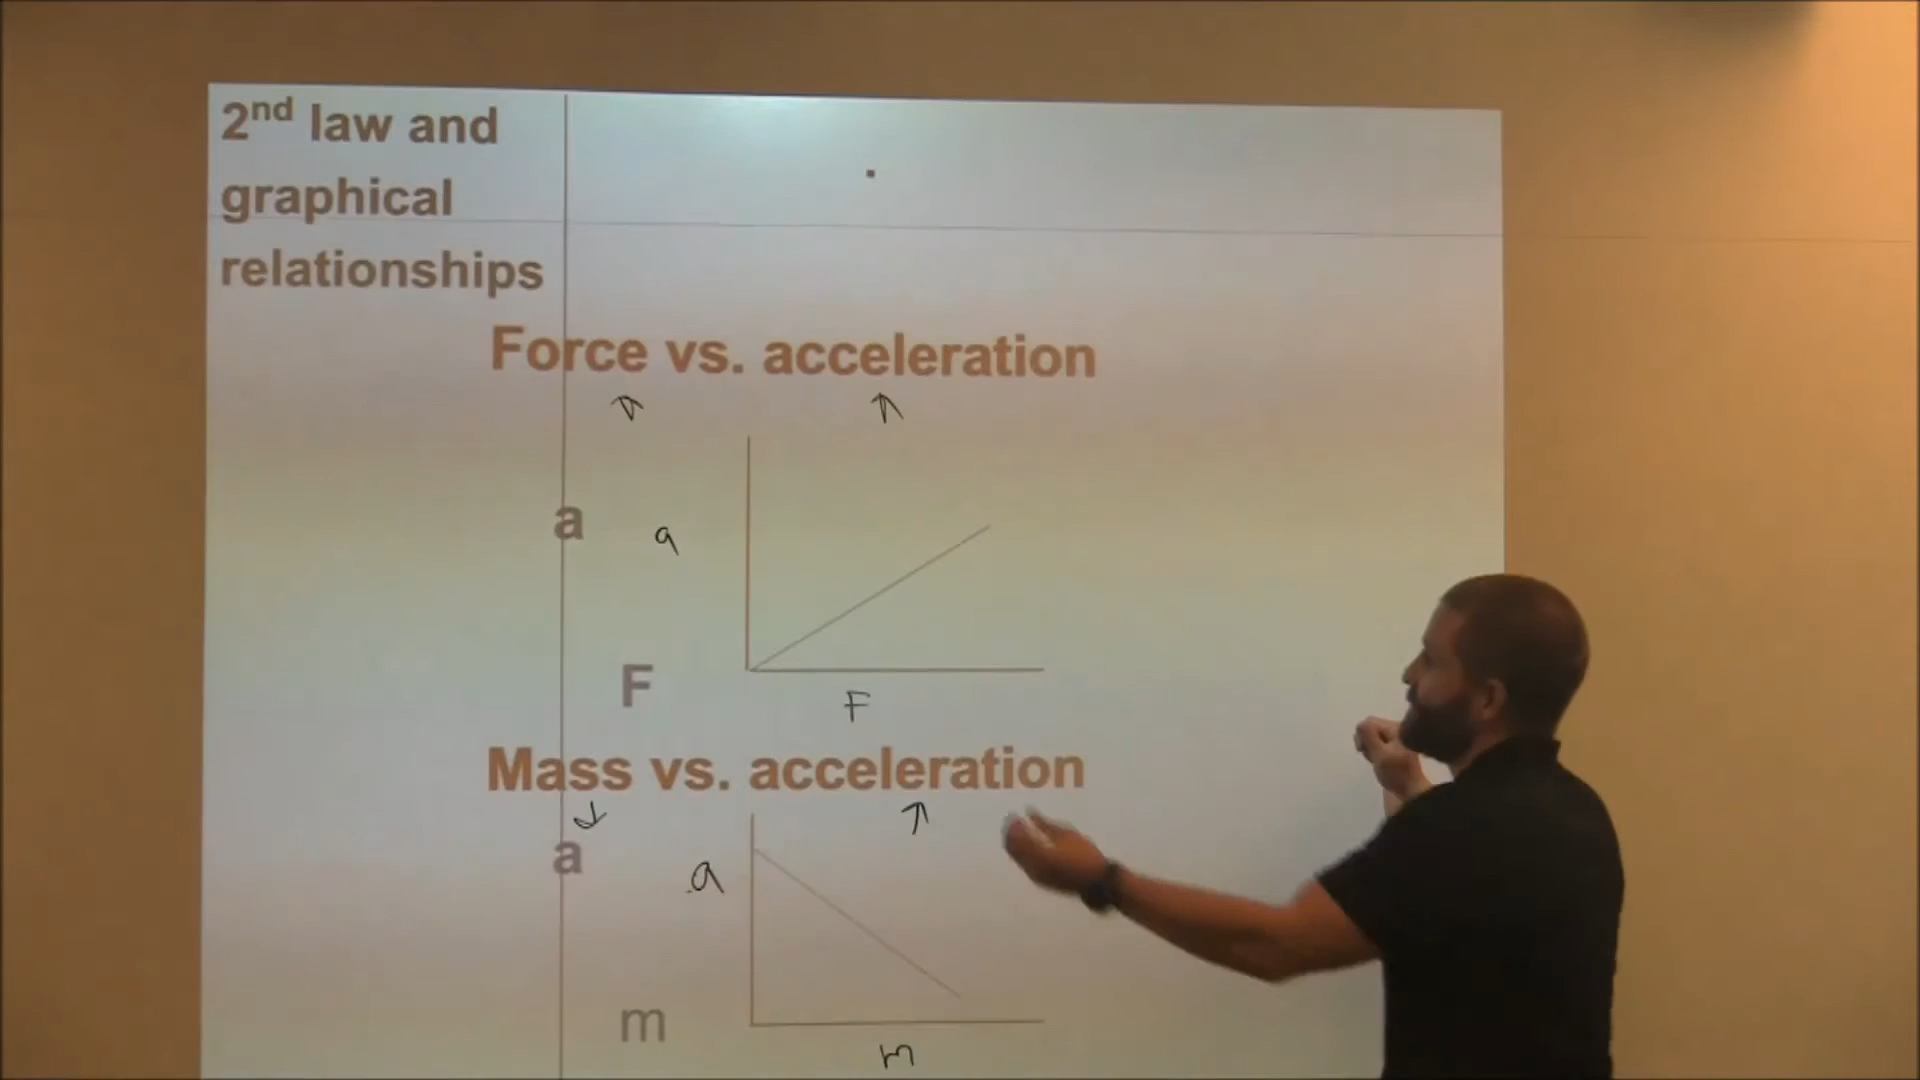 2nd law and
graphical
relationships
Force vs. acceleration
a a
F F
Mass vs. acceleration
a a
m m